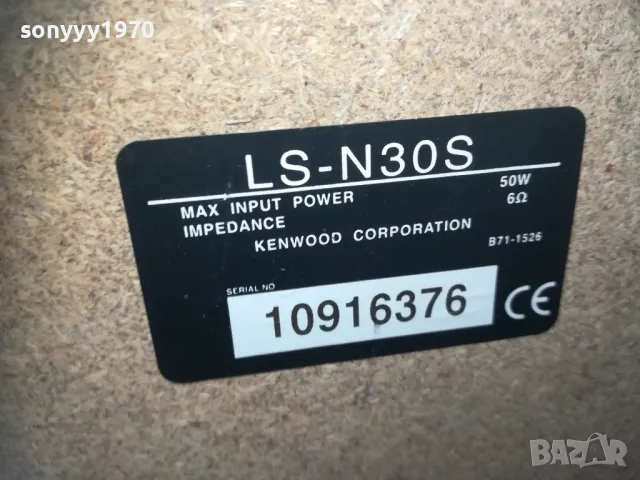 sonyyy1970
LS-N30S
MAX INPUT POWER 50W
IMPEDANCE 6Ω
KENWOOD CORPORATION B71-1526
SERIAL NO
10916376 CE
BAZAR